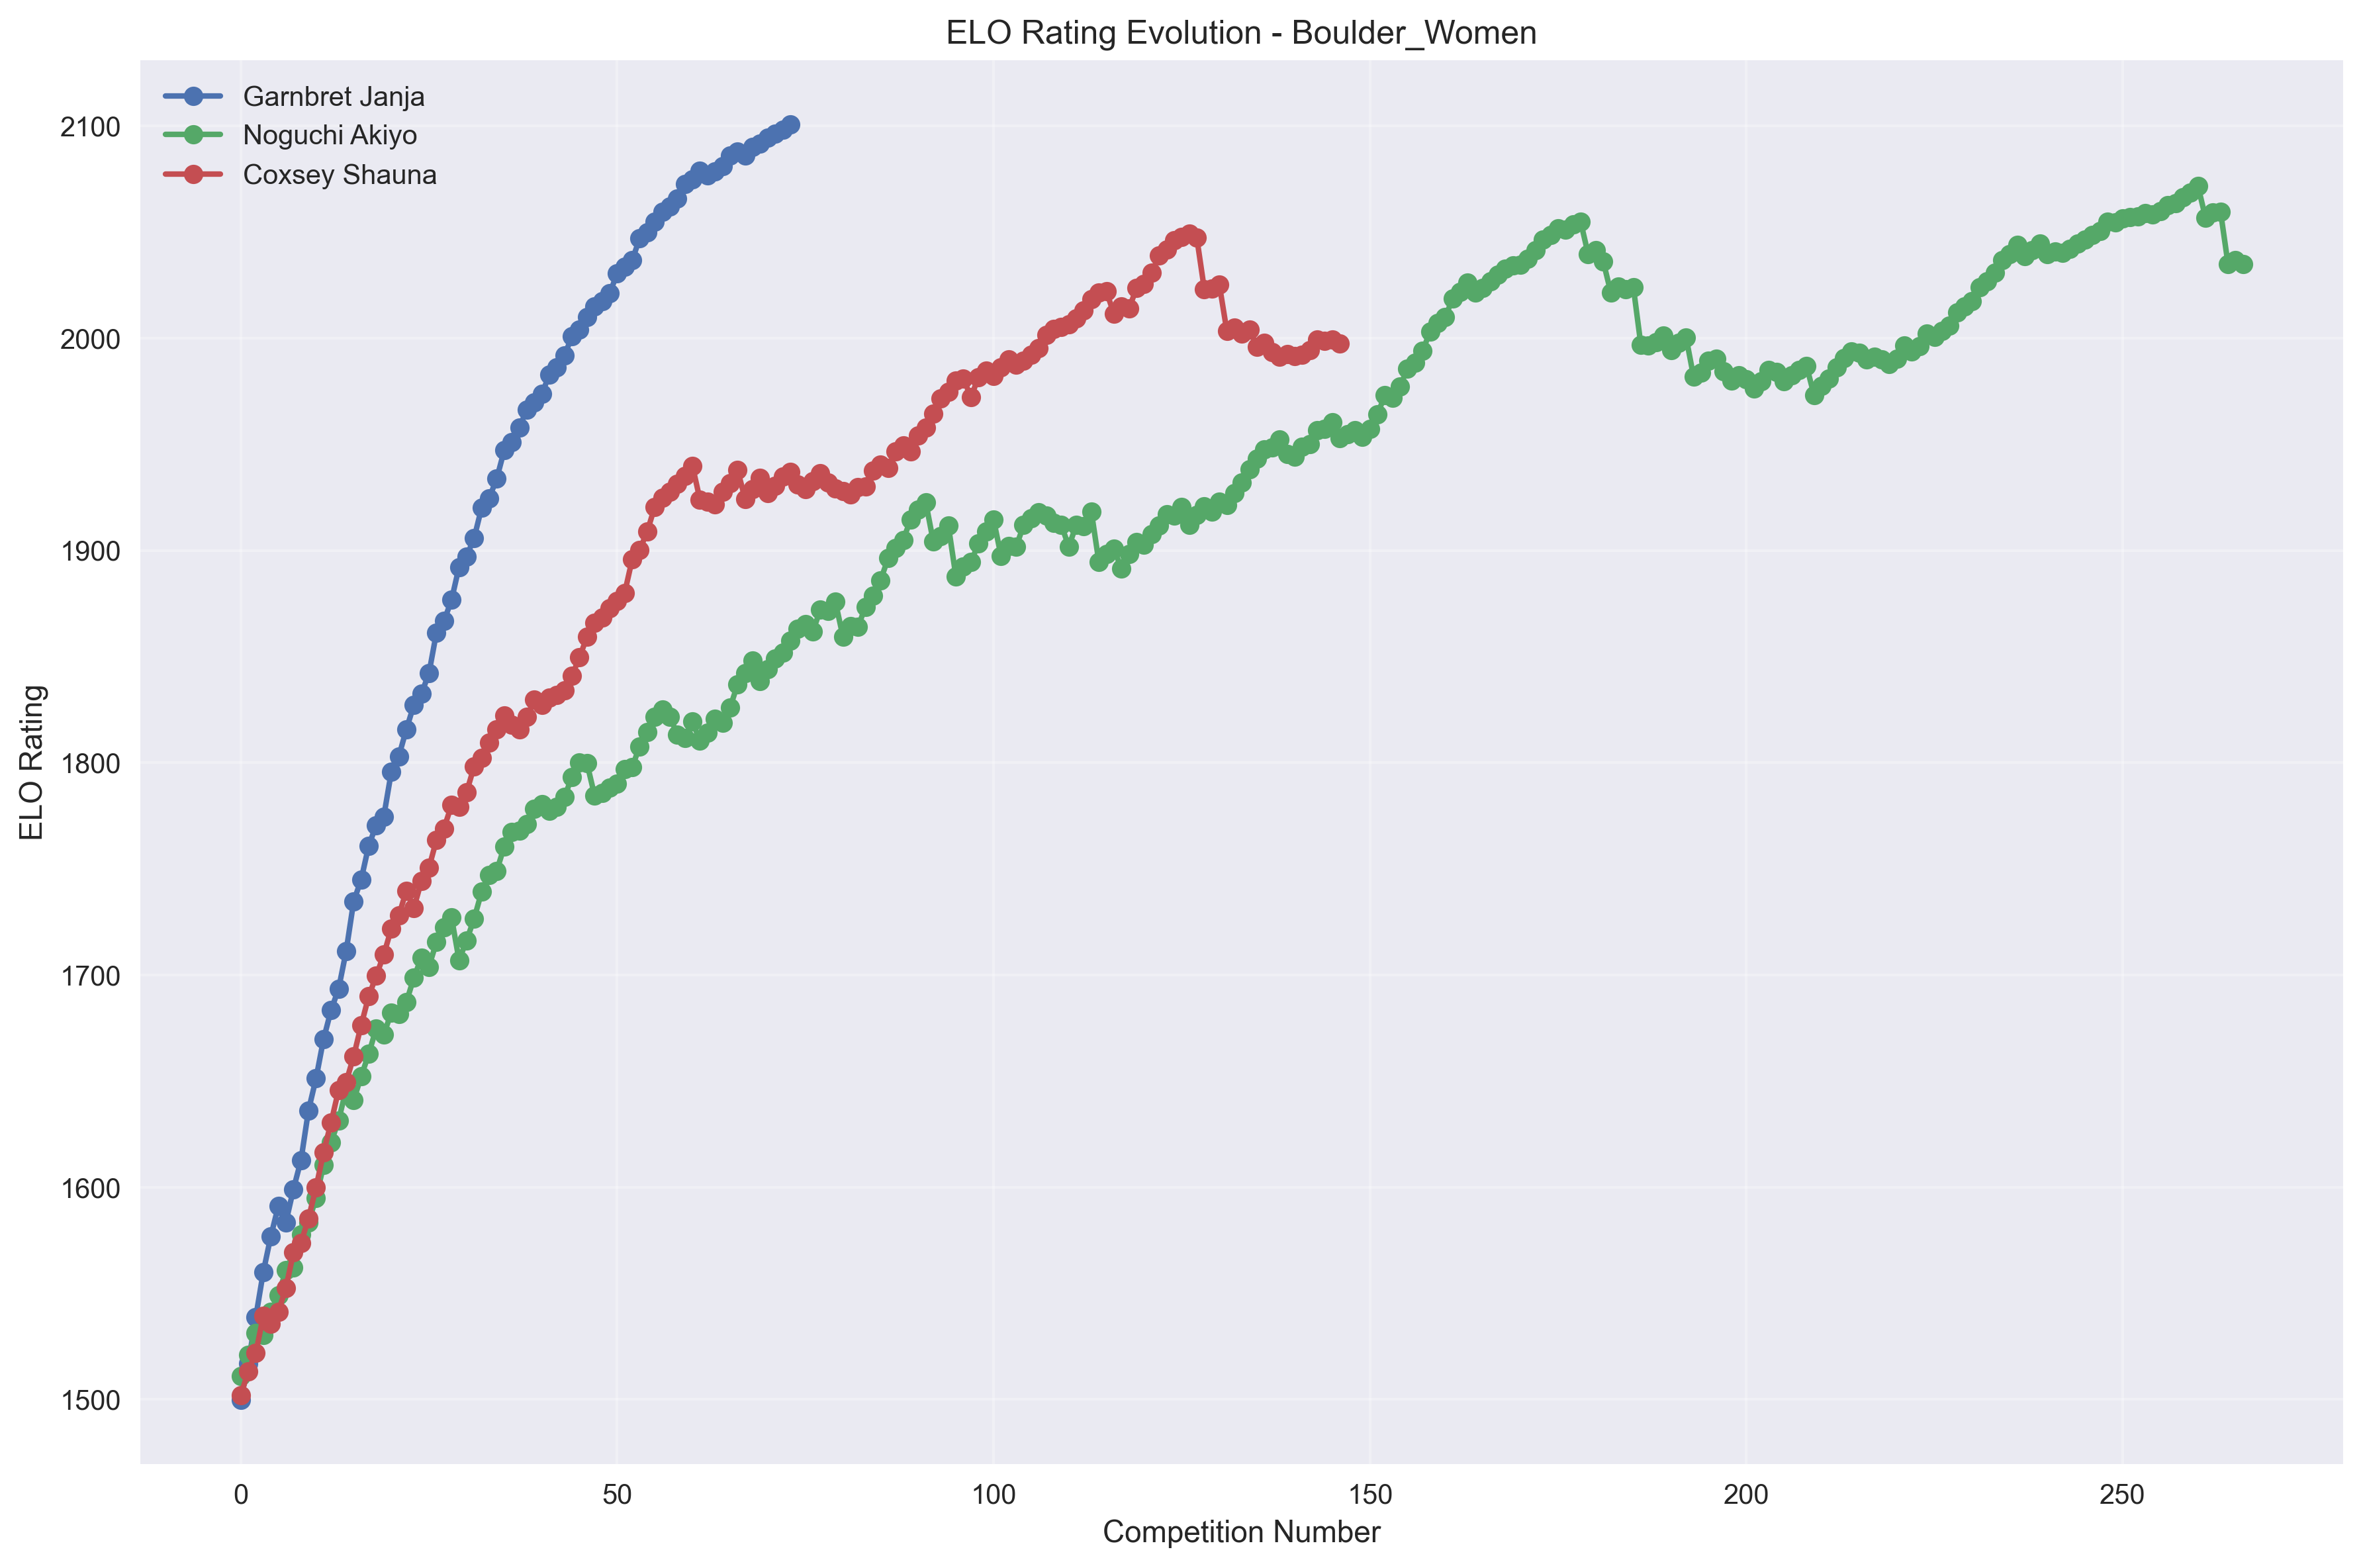 ELO Rating Evolution - Boulder_Women
Garnbret Janja
Noguchi Akiyo
Coxsey Shauna
2100
2000
1900
1800
1700
1600
1500
ELO Rating
0 50 100 150 200 250
Competition Number